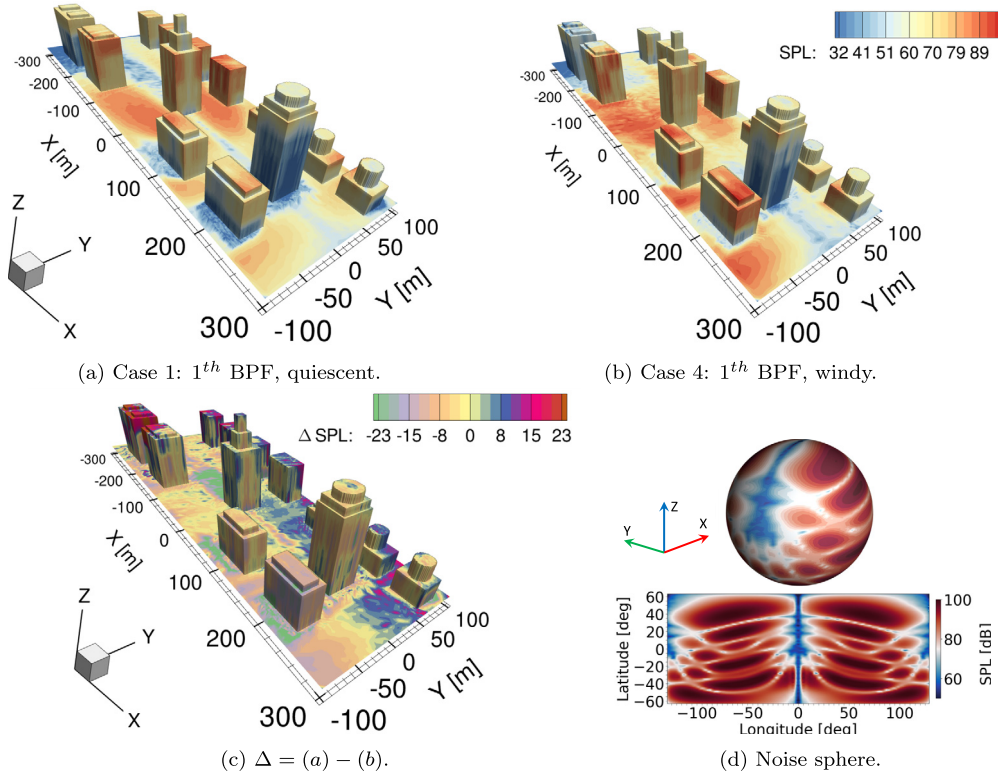 SPL: 32 41 51 60 70 79 89
-300
-200
-100
0
100
200
300
X [m]
-100
-50
0
50
100
Y [m]
Z
Y
X
-300
-200
-100
0
100
200
300
X [m]
-100
-50
0
50
100
Y [m]
(a) Case 1: 1th BPF, quiescent.
(b) Case 4: 1th BPF, windy.
Δ SPL: -23 -15 -8 0 8 15 23
-300
-200
-100
0
100
200
300
X [m]
-100
-50
0
50
100
Y [m]
Z
Y
X
Z
Y
X
60
40
20
0
−20
−40
−60
Latitude [deg]
−100 −50 0 50 100
Longitude [deg]
100
80
60
SPL [dB]
(c) Δ = (a) − (b).
(d) Noise sphere.